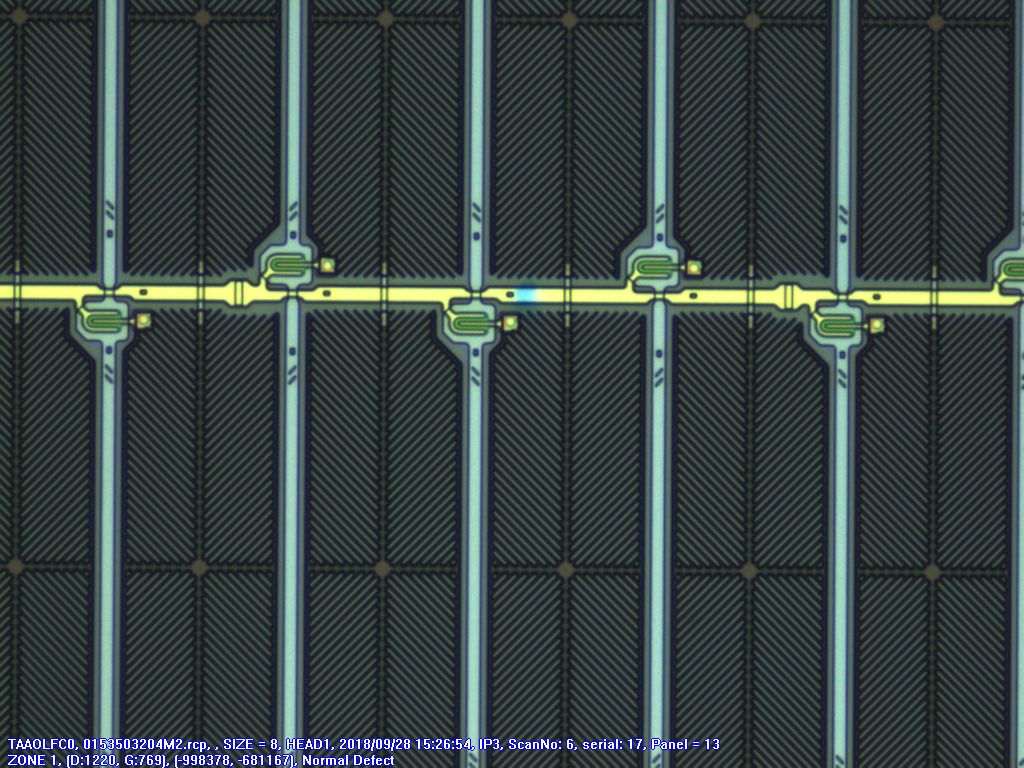 TAAOLFC0, 0153503204M2.rcp, , SIZE = 8, HEAD1, 2018/09/28 15:26:54, IP3, ScanNo: 6, serial: 17, Panel = 13
ZONE 1, (D:1220, G:769), (-998378, -681167), Normal Defect